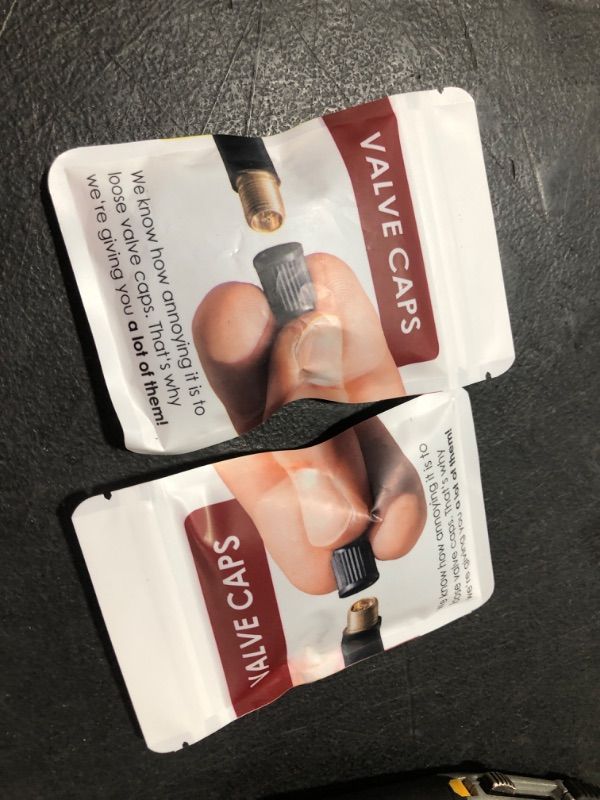 VALVE CAPS
We know how annoying it is to
loose valve caps. That's why
we're giving you a lot of them!
VALVE CAPS
know how annoying it is to
loose valve caps. That's why
we're giving you a lot of them!